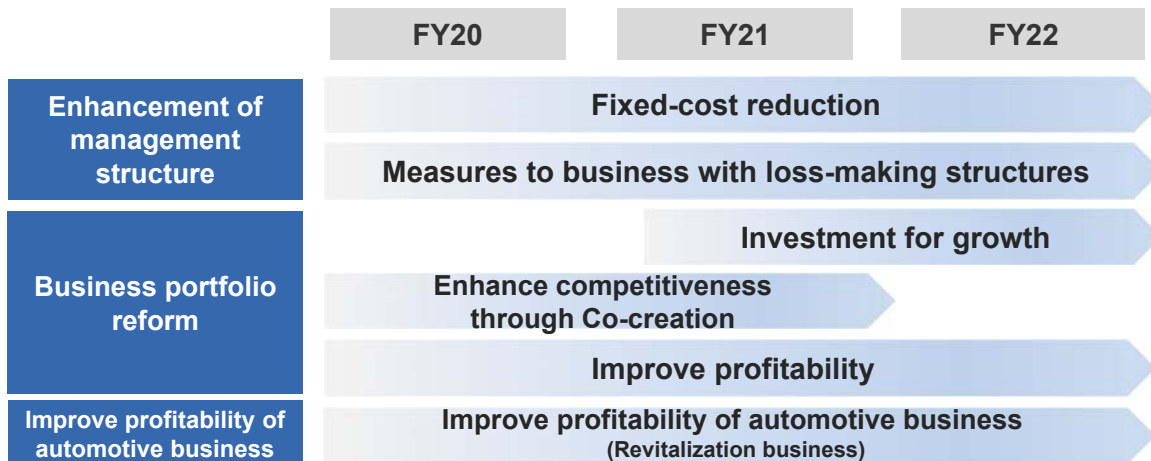 FY20
FY21
FY22
Enhancement of
management
structure
Fixed-cost reduction
Measures to business with loss-making structures
Business portfolio
reform
Investment for growth
Enhance competitiveness
through Co-creation
Improve profitability
Improve profitability of
automotive business
Improve profitability of automotive business
(Revitalization business)